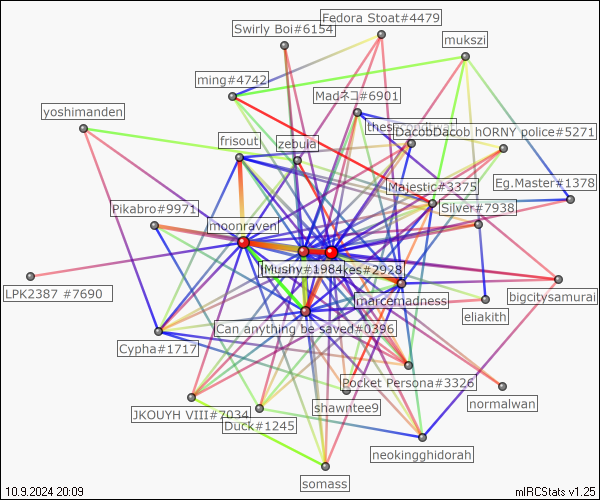 Fedora Stoat#4479
Swirly Boi#6154
mukszi
ming#4742
Madネコ#6901
yoshimanden
DacobDacob hORNY police#5271
frisout
zebula
Majestic#3375
Eg.Master#1378
Pikabro#9971
Silver#7938
moonraven
Mushy#1984
kes#2928
LPK2387 #7690
marcemadness
bigcitysamurai
eliakith
Can anything be saved#0396
Cypha#1717
Pocket Persona#3326
normalwan
shawntee9
JKOUYH VIII#7034
Duck#1245
neokingghidorah
somass
10.9.2024 20:09
mIRCStats v1.25